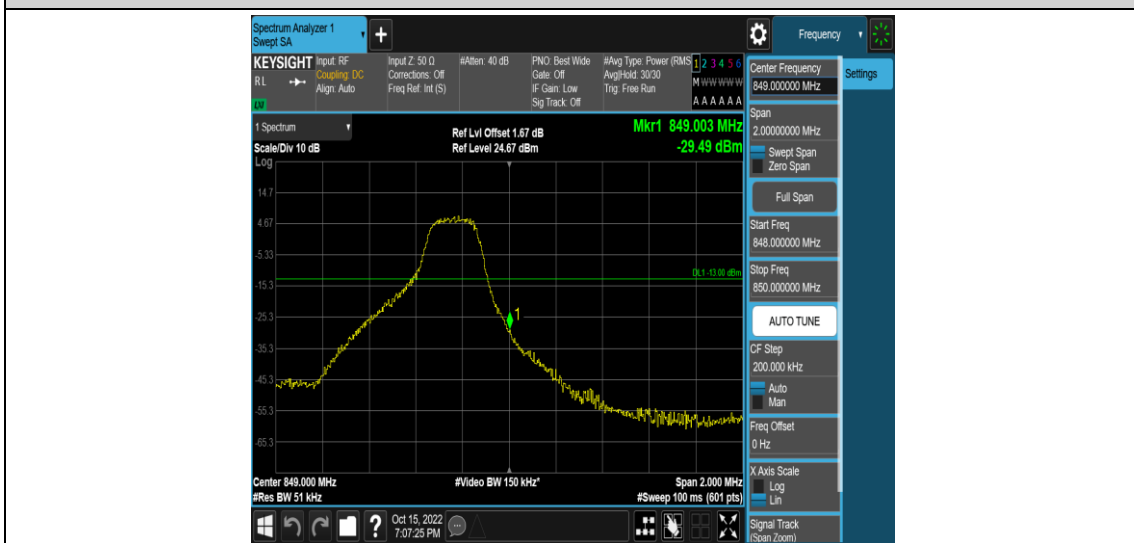 Spectrum Analyzer 1
Swept SA
+
Frequency
KEYSIGHT
RL
LXI
Input: RF
Coupling: DC
Align: Auto
Input Z: 50 Ω
Corrections: Off
Freq Ref: Int (S)
#Atten: 40 dB
PNO: Best Wide
Gate: Off
IF Gain: Low
Sig Track: Off
#Avg Type: Power (RMS
Avg|Hold: 30/30
Trig: Free Run
1 2 3 4 5 6
M W W W W W
A A A A A A
1 Spectrum
Scale/Div 10 dB
Ref Lvl Offset 1.67 dB
Ref Level 24.67 dBm
Mkr1 849.003 MHz
-29.49 dBm
Log
14.7
4.67
-5.33
DL1 -13.00 dBm
-15.3
1
-25.3
-35.3
-45.3
-55.3
-65.3
Center 849.000 MHz
#Video BW 150 kHz*
Span 2.000 MHz
#Res BW 51 kHz
#Sweep 100 ms (601 pts)
?
Oct 15, 2022
7:07:25 PM
Center Frequency
849.000000 MHz
Settings
Span
2.00000000 MHz
Swept Span
Zero Span
Full Span
Start Freq
848.000000 MHz
Stop Freq
850.000000 MHz
AUTO TUNE
CF Step
200.000 kHz
Auto
Man
Freq Offset
0 Hz
X Axis Scale
Log
Lin
Signal Track
(Span Zoom)